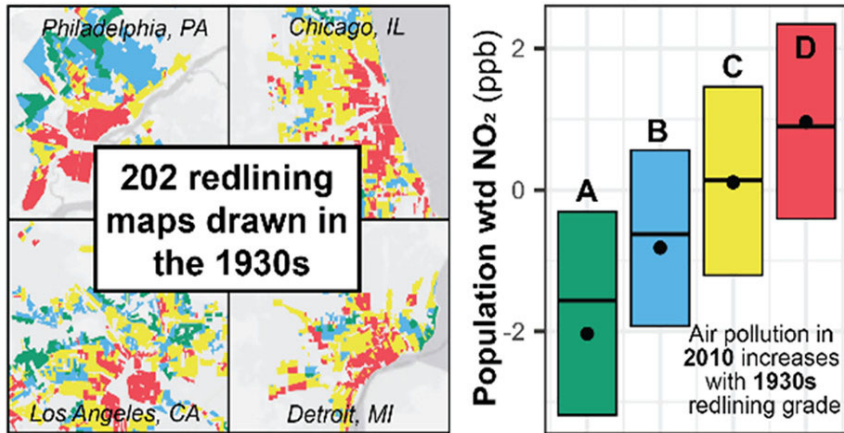 Philadelphia, PA
Chicago, IL
202 redlining
maps drawn in
the 1930s
Los Angeles, CA
Detroit, MI
Population wtd NO₂ (ppb)
2
0
-2
A
B
C
D
Air pollution in
2010 increases
with 1930s
redlining grade